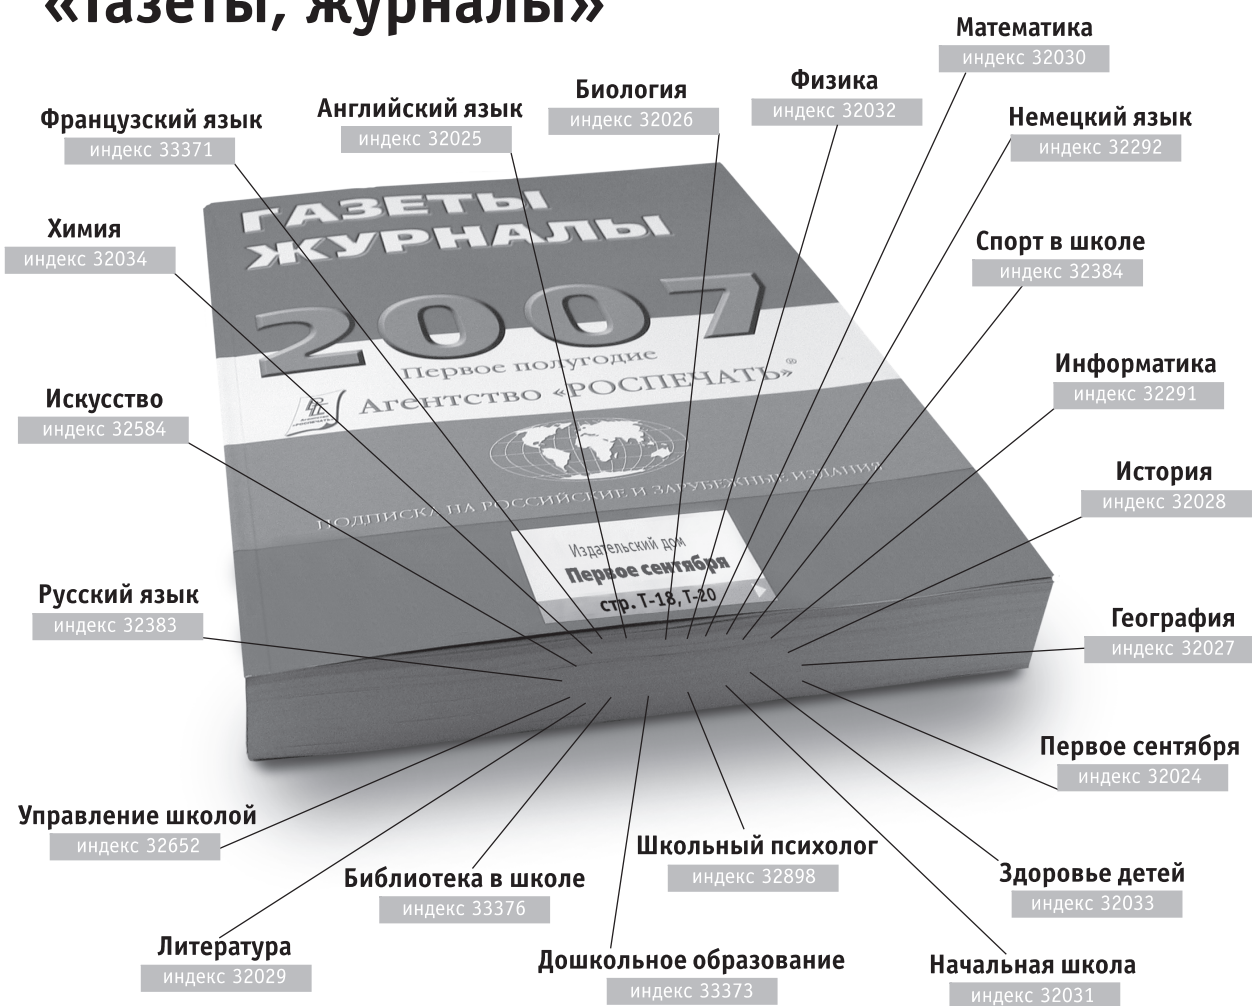 «Газеты, журналы»
Математика
индекс 32030
Физика
индекс 32032
Биология
индекс 32026
Английский язык
индекс 32025
Французский язык
индекс 33371
Немецкий язык
индекс 32292
Химия
индекс 32034
Спорт в школе
индекс 32384
ГАЗЕТЫ
ЖУРНАЛЫ
2007
Первое полугодие
Агентство «РОСПЕЧАТЬ»®
ПОДПИСКА НА РОССИЙСКИЕ И ЗАРУБЕЖНЫЕ ИЗДАНИЯ
Издательский дом
Первое сентября
стр. Т-18, Т-20
Информатика
индекс 32291
Искусство
индекс 32584
История
индекс 32028
Русский язык
индекс 32383
География
индекс 32027
Первое сентября
индекс 32024
Управление школой
индекс 32652
Школьный психолог
индекс 32898
Библиотека в школе
индекс 33376
Здоровье детей
индекс 32033
Литература
индекс 32029
Дошкольное образование
индекс 33373
Начальная школа
индекс 32031